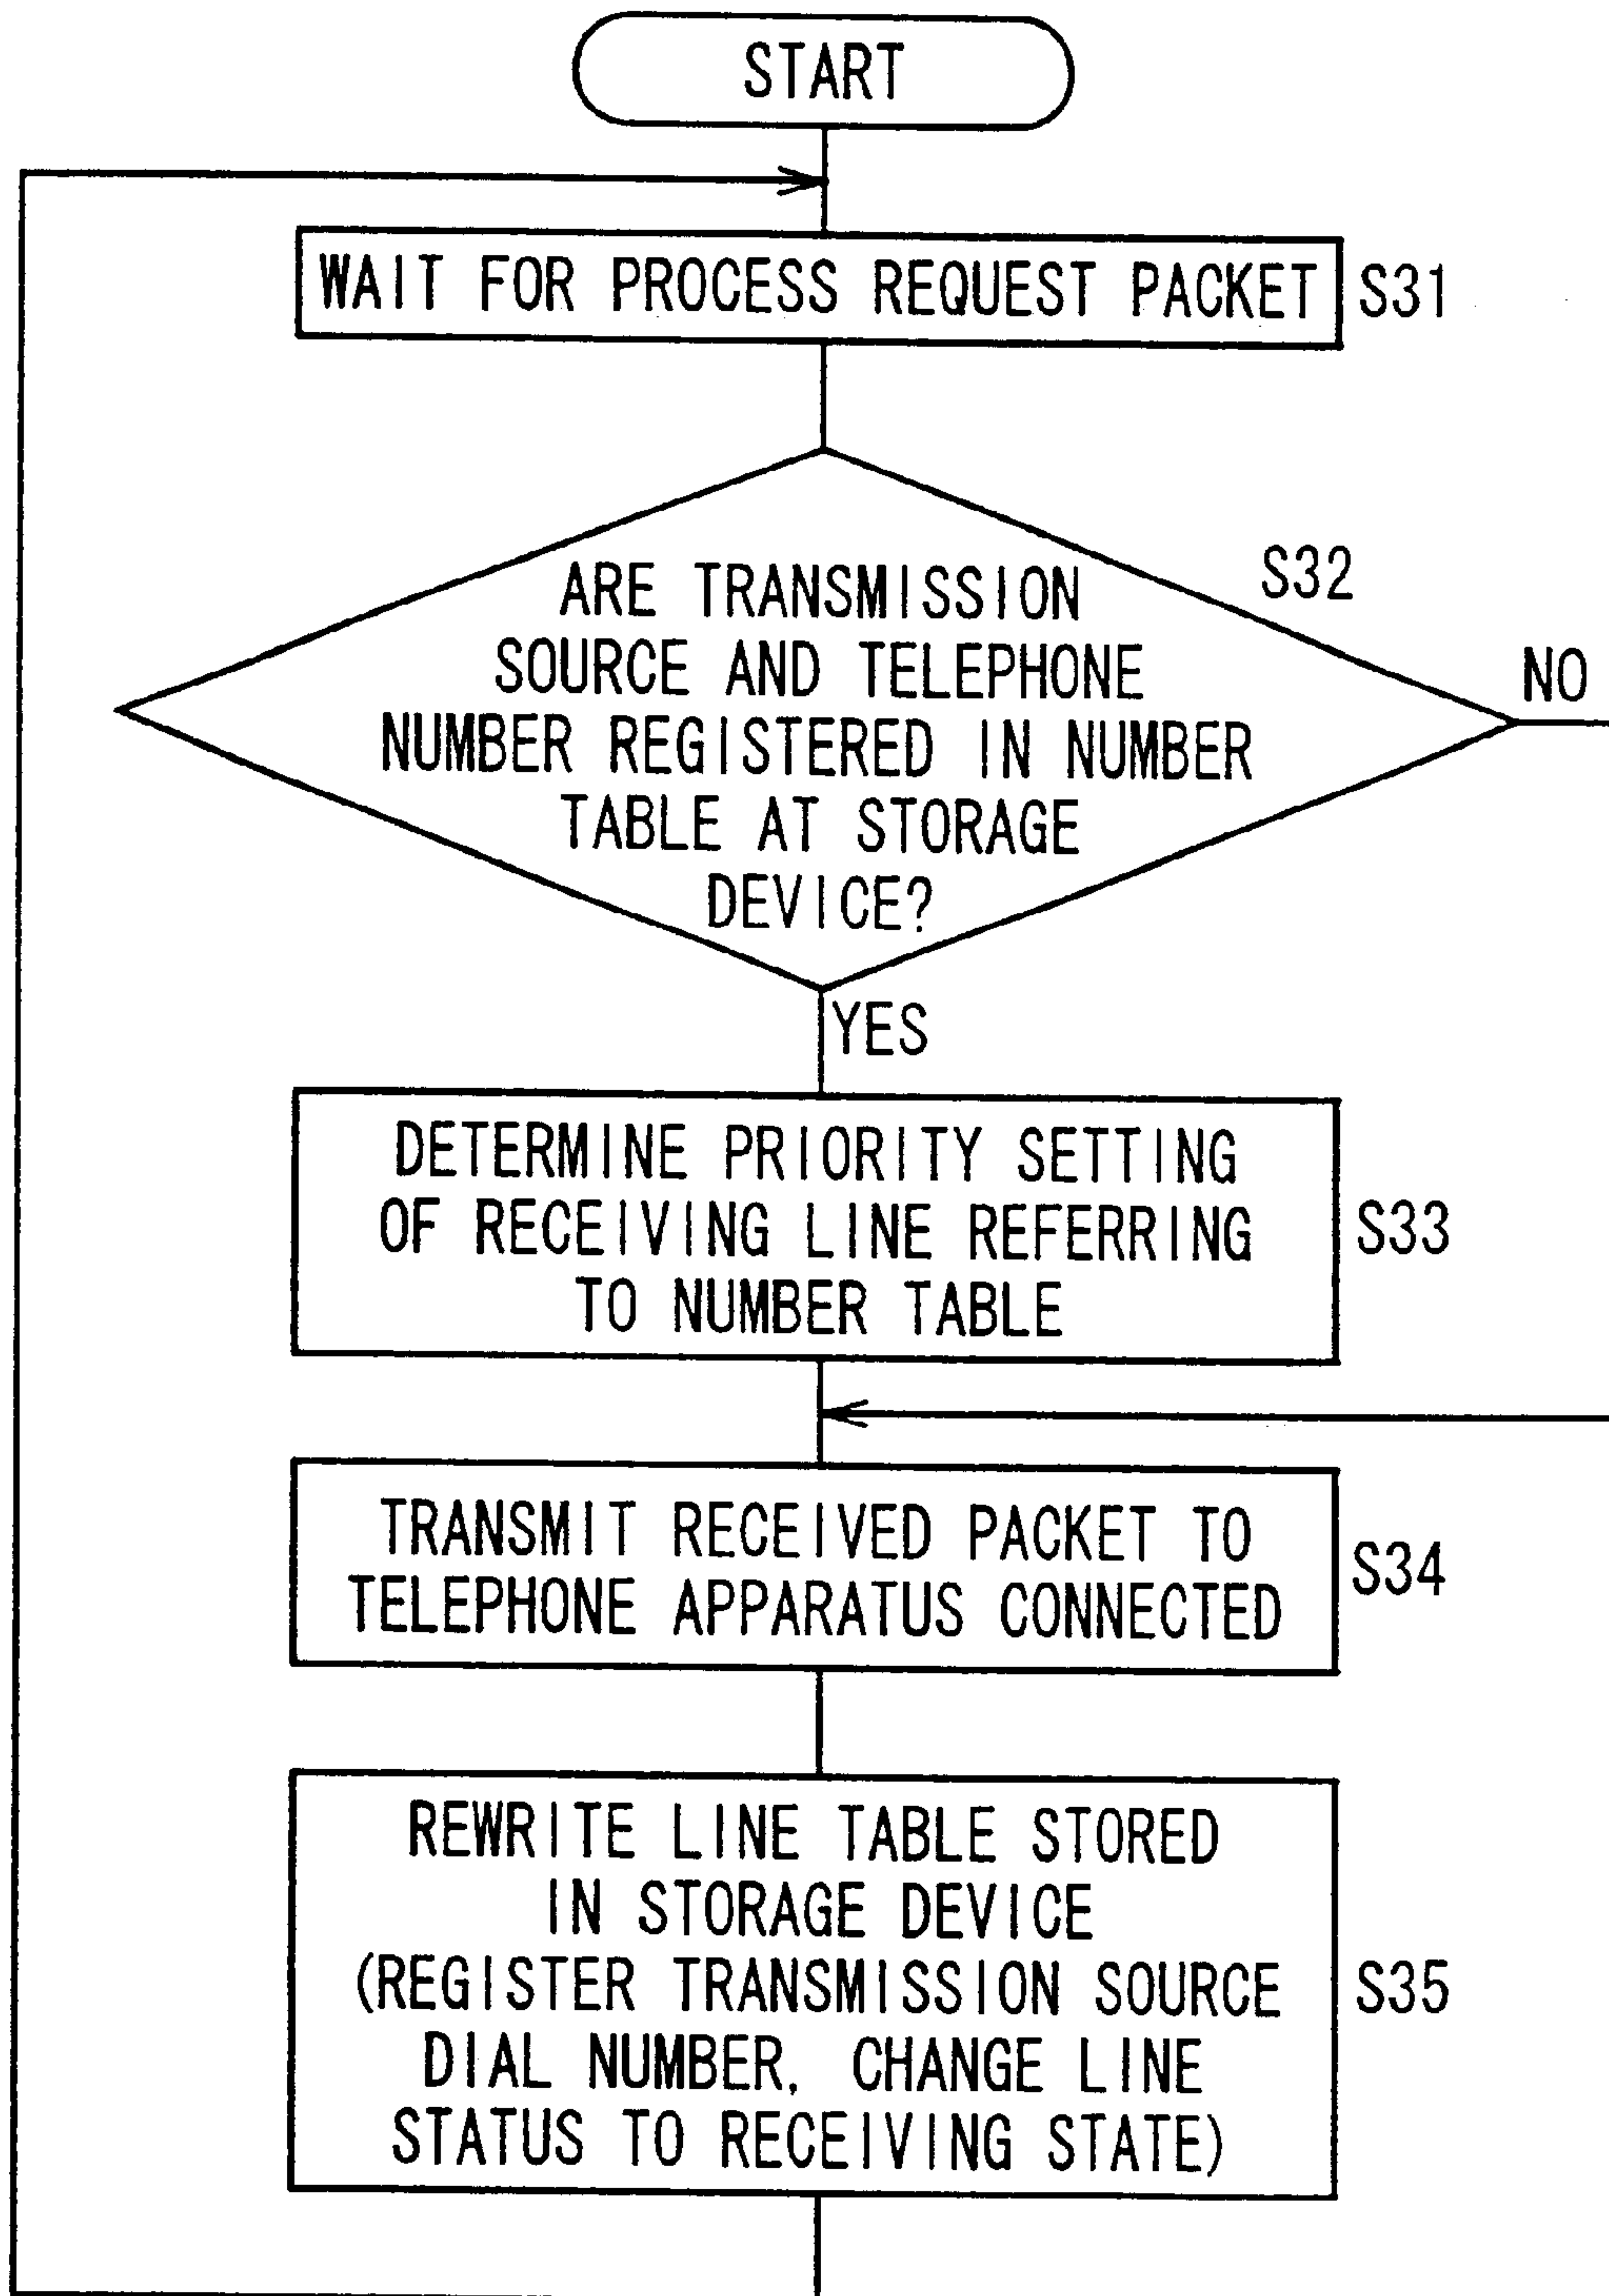 START
WAIT FOR PROCESS REQUEST PACKET S31
S32
ARE TRANSMISSION
SOURCE AND TELEPHONE
NO
NUMBER REGISTERED IN NUMBER
TABLE AT STORAGE
DEVICE?
YES
DETERMINE PRIORITY SETTING
OF RECEIVING LINE REFERRING
S33
TO NUMBER TABLE
TRANSMIT RECEIVED PACKET TO
S34
TELEPHONE APPARATUS CONNECTED
REWRITE LINE TABLE STORED
IN STORAGE DEVICE
(REGISTER TRANSMISSION SOURCE
S35
DIAL NUMBER, CHANGE LINE
STATUS TO RECEIVING STATE)